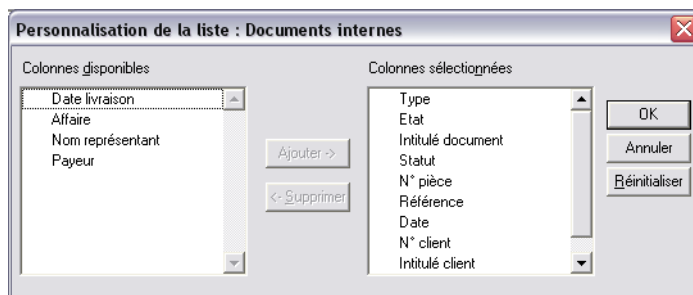 Personnalisation de la liste : Documents internes
Colonnes disponibles
Date livraison
Affaire
Nom représentant
Payeur
Ajouter ->
<- Supprimer
Colonnes sélectionnées
Type
Etat
Intitulé document
Statut
N° pièce
Référence
Date
N° client
Intitulé client
OK
Annuler
Réinitialiser